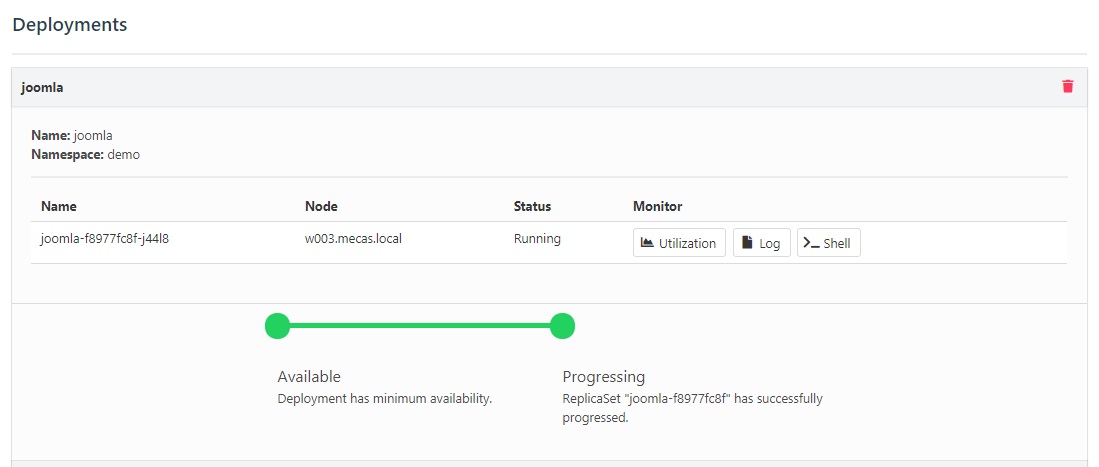 Deployments
joomla
Name: joomla
Namespace: demo
Name Node Status Monitor
joomla-f8977fc8f-j44l8 w003.mecas.local Running Utilization Log Shell
Available Progressing
Deployment has minimum availability. ReplicaSet "joomla-f8977fc8f" has successfully
progressed.